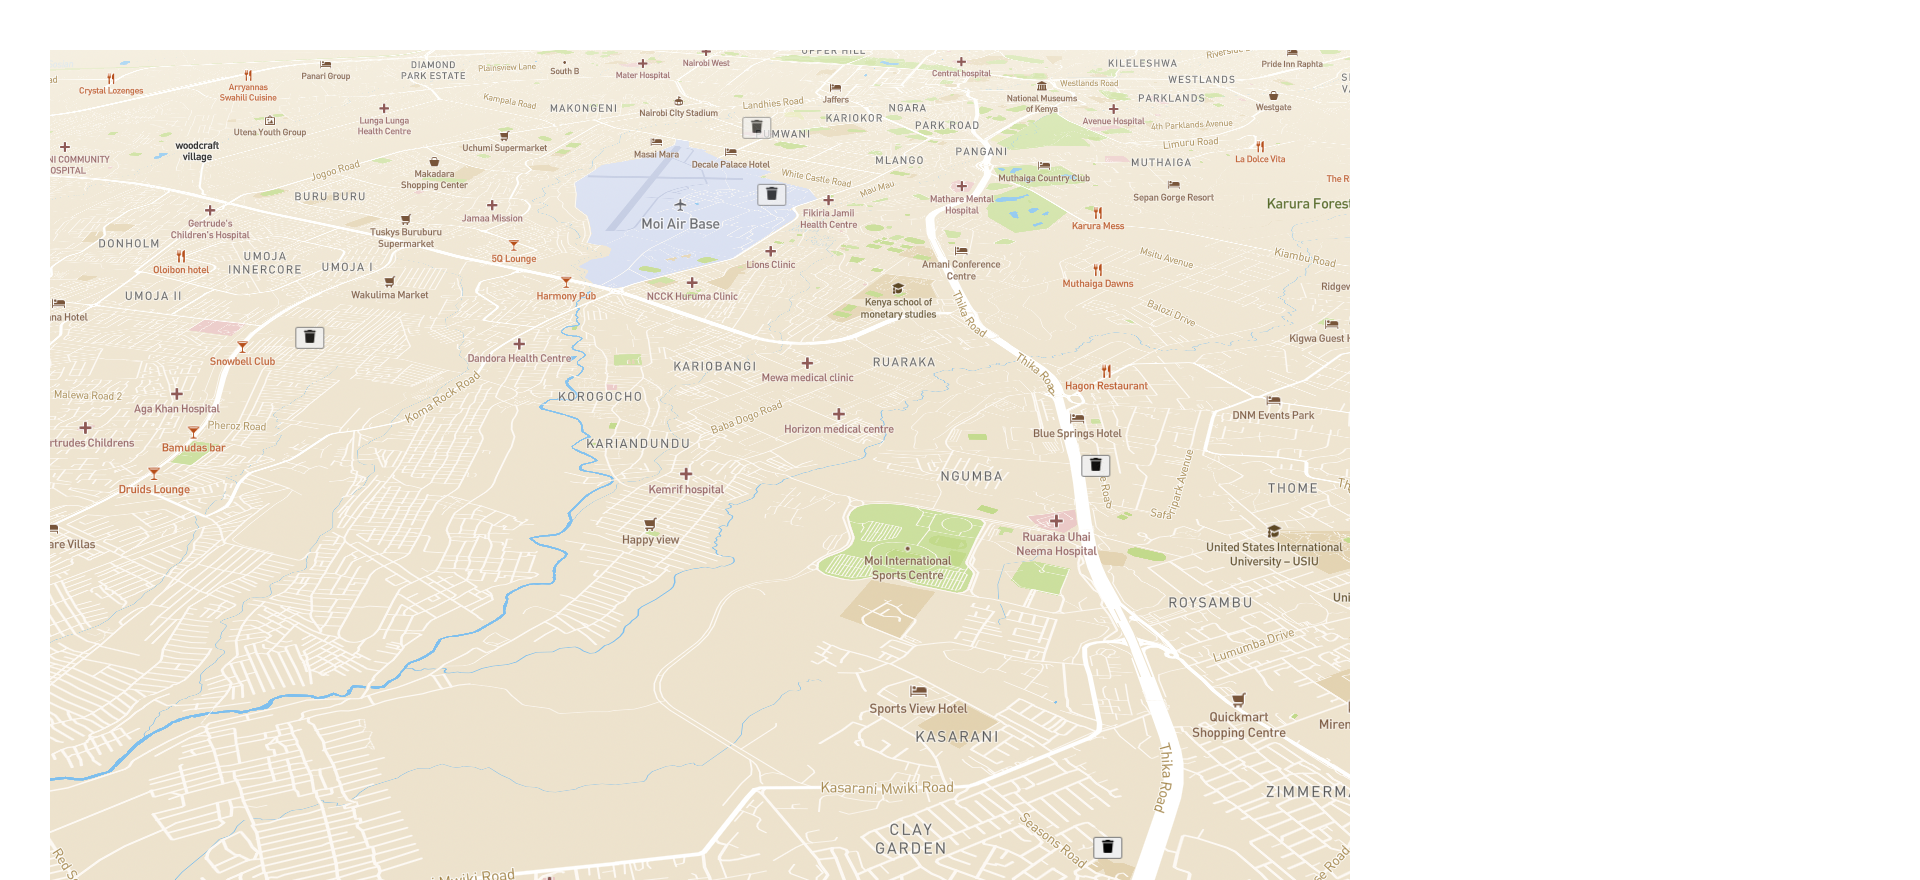 UPPER HILL
Riverside
DIAMOND
PARK ESTATE
Plainsview Lane
South B
Mater Hospital
Nairobi West
Central hospital
KILELESHWA
Pride Inn Raphta
Panari Group
Crystal Lozenges
Arryannas
Swahili Cuisine
Westlands Road
WESTLANDS
Kampala Road
MAKONGENI
Nairobi City Stadium
Landhies Road
Jaffers
NGARA
National Museums
of Kenya
PARKLANDS
Westgate
Lunga Lunga
Health Centre
KARIOKOR
PARK ROAD
Avenue Hospital
4th Parklands Avenue
Utena Youth Group
UMWANI
woodcraft
village
Uchumi Supermarket
Masai Mara
Decale Palace Hotel
MLANGO
PANGANI
Limuru Road
La Dolce Vita
MUTHAIGA
NI COMMUNITY
OSPITAL
Jogoo Road
Makadara
Shopping Center
White Castle Road
Mau Mau
Muthaiga Country Club
The R
BURU BURU
Mathare Mental
Hospital
Sepan Gorge Resort
Karura Forest
Gertrude's
Children's Hospital
Jamaa Mission
Moi Air Base
Fikiria Jamii
Health Centre
Karura Mess
Tuskys Buruburu
Supermarket
DONHOLM
UMOJA
INNERCORE
UMOJA I
5Q Lounge
Lions Clinic
Amani Conference
Centre
Msitu Avenue
Kiambu Road
Oloibon hotel
UMOJA II
Wakulima Market
Harmony Pub
NCCK Huruma Clinic
Kenya school of
monetary studies
Muthaiga Dawns
Ridgew
na Hotel
Thika Road
Balozi Drive
Kigwa Guest H
Snowbell Club
Dandora Health Centre
KARIOBANGI
Mewa medical clinic
RUARAKA
Thika Road
Hagon Restaurant
Malewa Road 2
Aga Khan Hospital
Koma Rock Road
KOROGOCHO
Baba Dogo Road
Horizon medical centre
DNM Events Park
Pheroz Road
rtrudes Childrens
Bamudas bar
KARIANDUNDU
Blue Springs Hotel
Druids Lounge
Kemrif hospital
NGUMBA
e Road
Safaripark Avenue
THOME
Th
are Villas
Happy view
Moi International
Sports Centre
Ruaraka Uhai
Neema Hospital
United States International
University – USIU
Uni
ROYSAMBU
Lumumba Drive
Sports View Hotel
KASARANI
Quickmart
Shopping Centre
Miren
Thika Road
Kasarani Mwiki Road
ZIMMERMA
CLAY
GARDEN
Seasons Road
Red S
i Mwiki Road
se Road